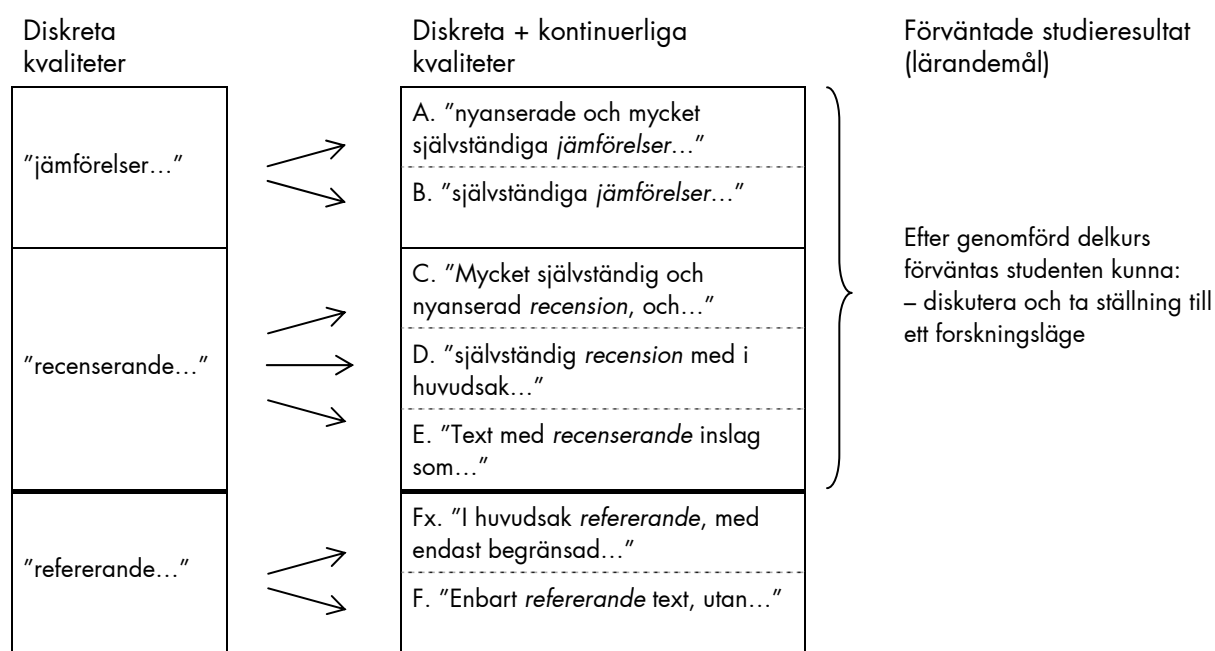 Diskreta
kvaliteter
"jämförelser…"
"recenserande…"
"refererande…"
Diskreta + kontinuerliga
kvaliteter
A. "nyanserade och mycket
självständiga jämförelser…"
B. "självständiga jämförelser…"
C. "Mycket självständig och
nyanserad recension, och…"
D. "självständig recension med i
huvudsak…"
E. "Text med recenserande inslag
som…"
Fx. "I huvudsak refererande, med
endast begränsad…"
F. "Enbart refererande text, utan…"
Förväntade studieresultat
(lärandemål)
Efter genomförd delkurs
förväntas studenten kunna:
– diskutera och ta ställning till
ett forskningsläge